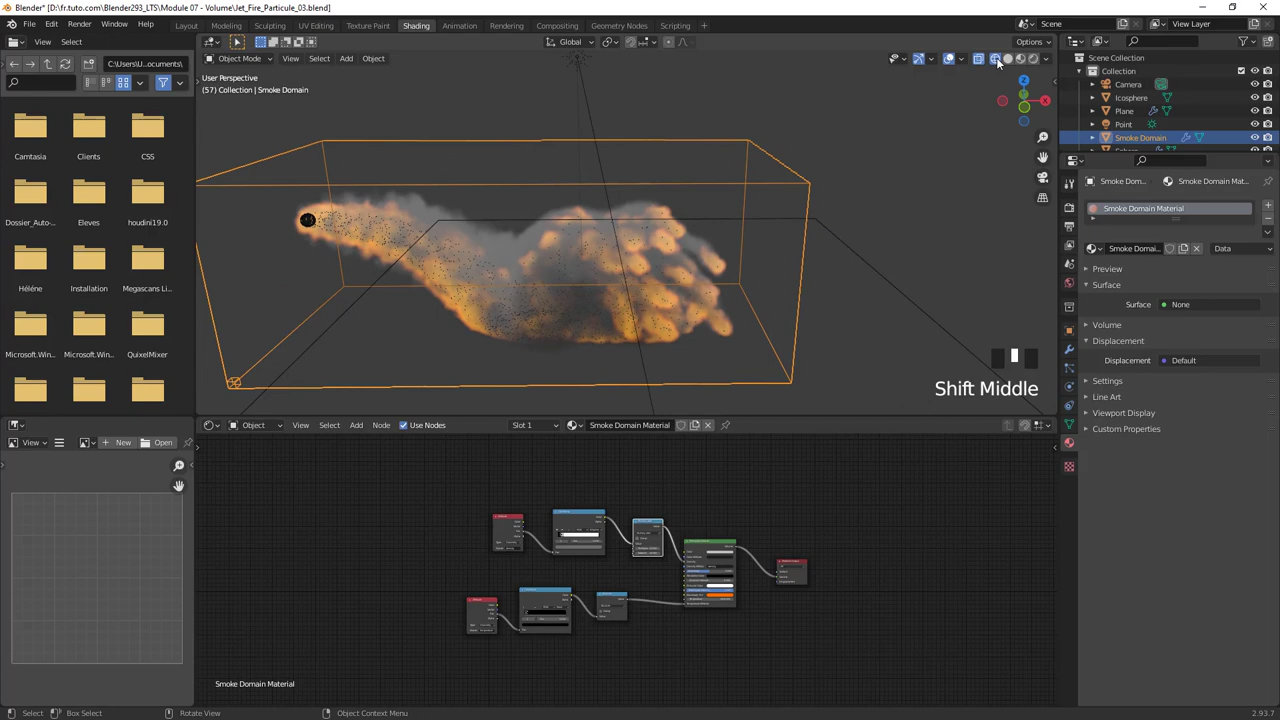 Blender* [D:\fr.tuto.com\Blender293_LTS\Module 07 - Volume\Jet_Fire_Particule_03.blend]
File Edit Render Window Help Layout Modeling Sculpting UV Editing Texture Paint Shading Animation Rendering Compositing Geometry Nodes Scripting + Scene View Layer
View Select Global Options
C:\Users\U...ocuments\ Object Mode View Select Add Object Scene Collection
User Perspective
(57) Collection | Smoke Domain
Collection
Camera
Icosphere
Plane
Point
Smoke Domain
Camtasia Clients CSS
Dossier_Auto-... Eleves houdini19.0
Héléne Installation Megascans Li...
Microsoft.Win... Microsoft.Win... QuixelMixer
X
Z
Smoke Dom... Smoke Domain Mat...
Smoke Domain Material
Smoke Domai... Data
Preview
Surface
Surface None
Volume
Displacement
Displacement Default
Settings
Line Art
Viewport Display
Custom Properties
Shift Middle
Object View Select Add Node Use Nodes Slot 1 Smoke Domain Material
View New Open
Smoke Domain Material
Select Box Select Rotate View Object Context Menu 2.93.7